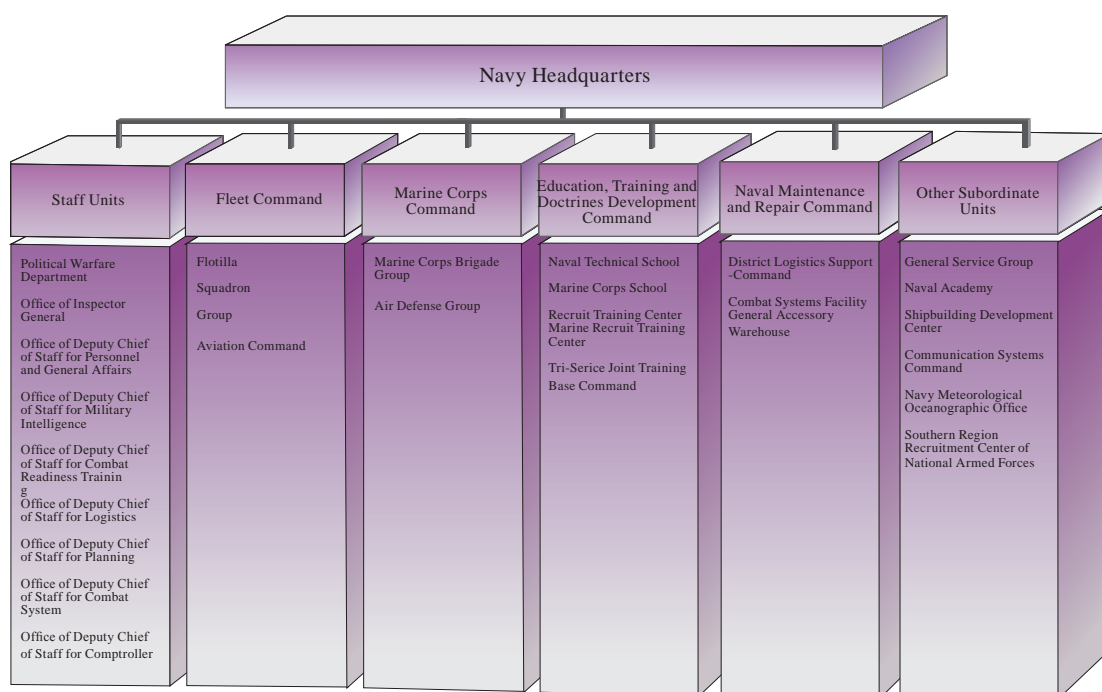 Navy Headquarters
Staff Units
Political Warfare
Department
Office of Inspector
General
Office of Deputy Chief
of Staff for Personnel
and General Affairs
Office of Deputy Chief
of Staff for Military
Intelligence
Office of Deputy Chief
of Staff for Combat
Readiness Trainin
g
Office of Deputy Chief
of Staff for Logistics
Office of Deputy Chief
of Staff for Planning
Office of Deputy Chief
of Staff for Combat
System
Office of Deputy Chief
of Staff for Comptroller
Fleet Command
Flotilla
Squadron
Group
Aviation Command
Marine Corps
Command
Marine Corps Brigade
Group
Air Defense Group
Education, Training and
Doctrines Development
Command
Naval Technical School
Marine Corps School
Recruit Training Center
Marine Recruit Training
Center
Tri-Serice Joint Training
Base Command
Naval Maintenance
and Repair Command
District Logistics Support
-Command
Combat Systems Facility
General Accessory
Warehouse
Other Subordinate
Units
General Service Group
Naval Academy
Shipbuilding Development
Center
Communication Systems
Command
Navy Meteorological
Oceanographic Office
Southern Region
Recruitment Center of
National Armed Forces